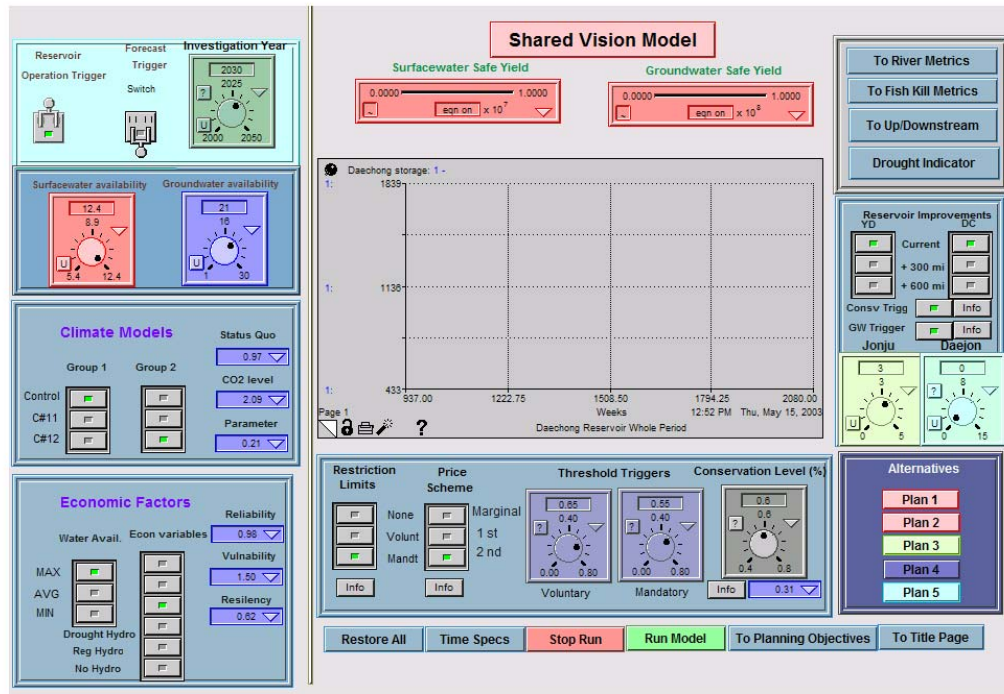 Shared Vision Model
Reservoir
Operation Trigger
Forecast
Trigger
Switch
Investigation Year
2030
2025
?
U
2000 2050
Surfacewater Safe Yield
0.0000 1.0000
~ eqn on x 10^7
Groundwater Safe Yield
0.0000 1.0000
~ eqn on x 10^8
To River Metrics
To Fish Kill Metrics
To Up/Downstream
Drought Indicator
Surfacewater availability
12.4
8.9
U
5.4 12.4
Groundwater availability
21
16
U
1 30
Daechong storage: 1 -
1: 1839
1: 1136
1: 433
937.00 1222.75 1508.50 1794.25 2080.00
Page 1 Weeks 12:52 PM Thu, May 15, 2003
? Daechong Reservoir Whole Period
Reservoir Improvements
YD DC
Current
+ 300 mi
+ 600 mi
Consv Trigg Info
GW Trigger Info
Jonju Daejon
3
3
U
0 5
0
8
?
U
0 15
Climate Models
Group 1 Group 2
Control
C#11
C#12
Status Quo
0.97
CO2 level
2.09
Parameter
0.21
Economic Factors
Water Avail. Econ variables
MAX
AVG
MIN
Drought Hydro
Reg Hydro
No Hydro
Reliability
0.98
Vulnability
1.50
Resilency
0.62
Restriction
Limits
Price
Scheme
None Marginal
Volunt 1 st
Mandt 2 nd
Info Info
Threshold Triggers
0.65
0.40
?
0.00 0.80
Voluntary
0.55
0.40
?
0.00 0.80
Mandatory
Conservation Level (%)
0.6
0.6
?
0.4 0.8
Info 0.31
Alternatives
Plan 1
Plan 2
Plan 3
Plan 4
Plan 5
Restore All Time Specs Stop Run Run Model To Planning Objectives To Title Page